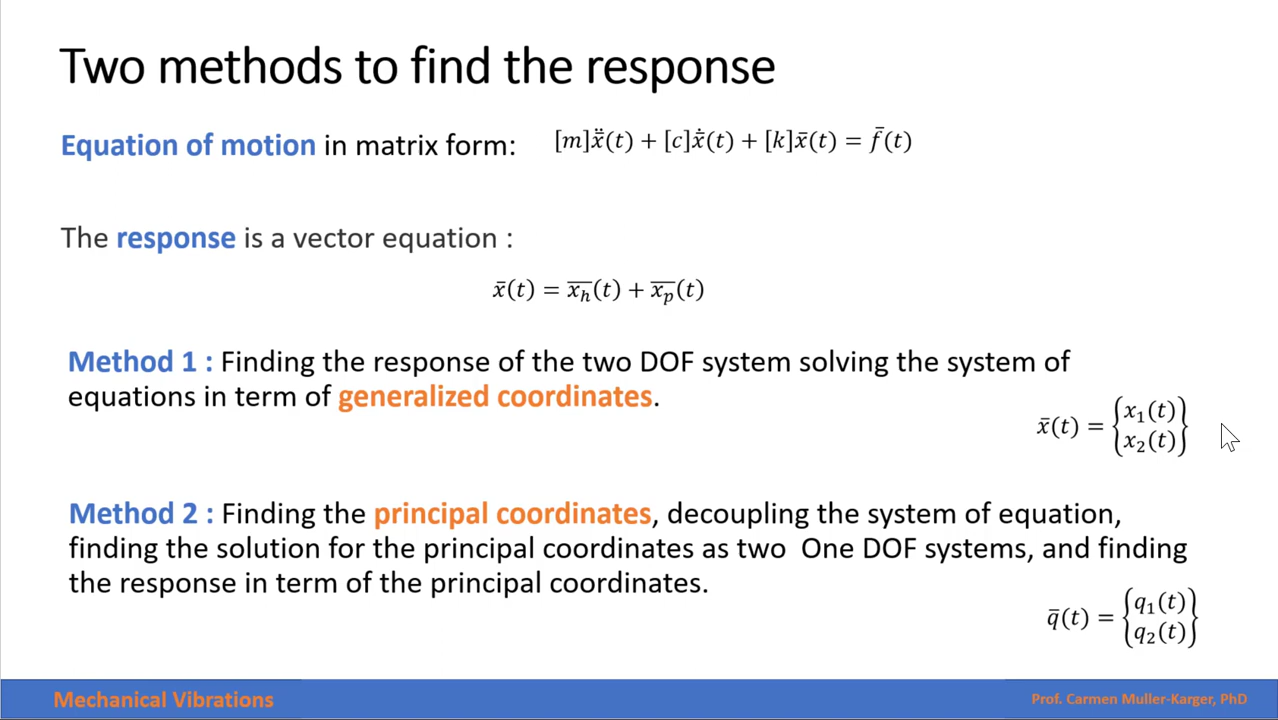 Two methods to find the response
Equation of motion in matrix form: [m]ẍ̄(t) + [c]ẋ̄(t) + [k]x̄(t) = f̄(t)
The response is a vector equation :
x̄(t) = x̄ₕ(t) + x̄ₚ(t)
Method 1 : Finding the response of the two DOF system solving the system of
equations in term of generalized coordinates.
x̄(t) = {x₁(t)
x₂(t)}
Method 2 : Finding the principal coordinates, decoupling the system of equation,
finding the solution for the principal coordinates as two One DOF systems, and finding
the response in term of the principal coordinates.
q̄(t) = {q₁(t)
q₂(t)}
Mechanical Vibrations
Prof. Carmen Muller-Karger, PhD